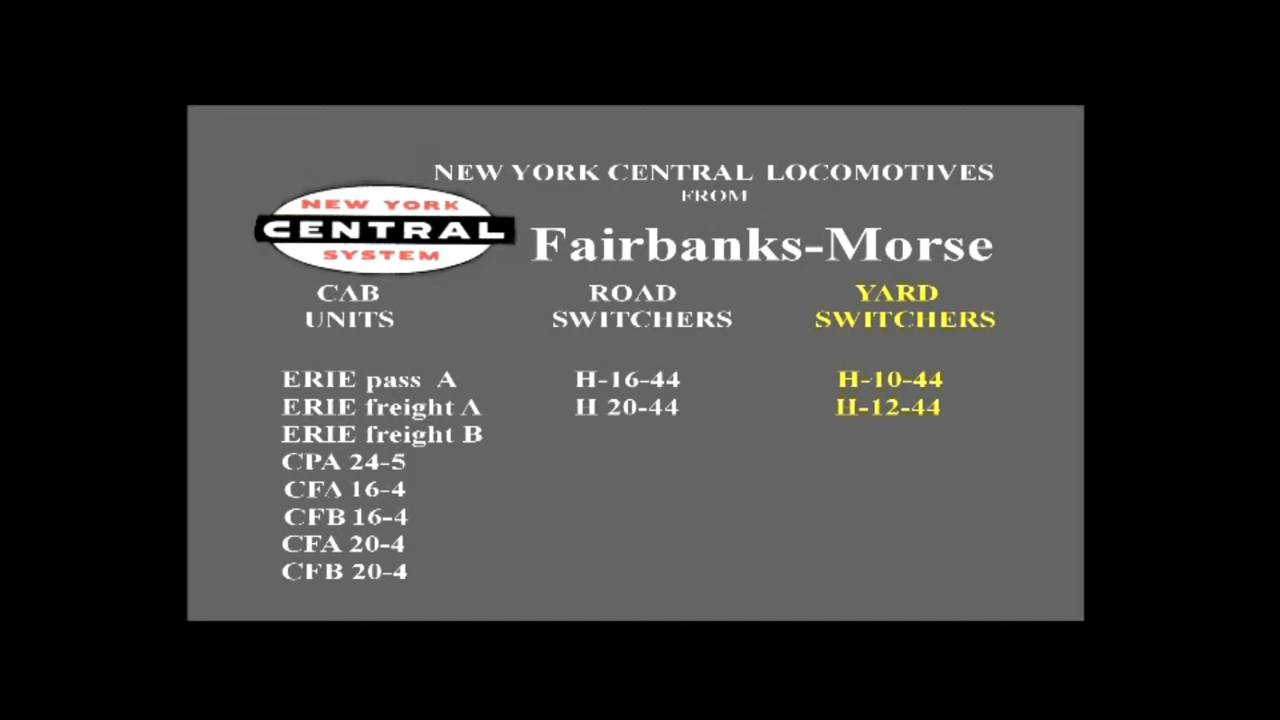 NEW YORK CENTRAL LOCOMOTIVES
FROM
Fairbanks-Morse
NEW YORK
CENTRAL
SYSTEM
CAB
UNITS
ERIE pass A
ERIE freight A
ERIE freight B
CPA 24-5
CFA 16-4
CFB 16-4
CFA 20-4
CFB 20-4
ROAD
SWITCHERS
H-16-44
H 20-44
YARD
SWITCHERS
H-10-44
H-12-44